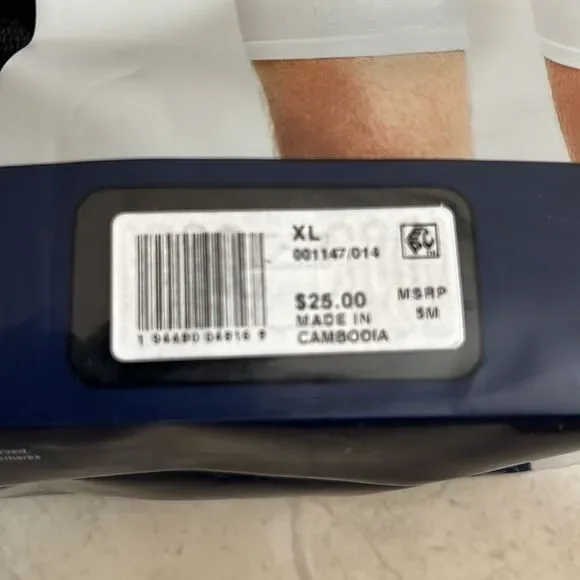 XL
001147/014
$25.00 MSRP
MADE IN 5M
CAMBODIA